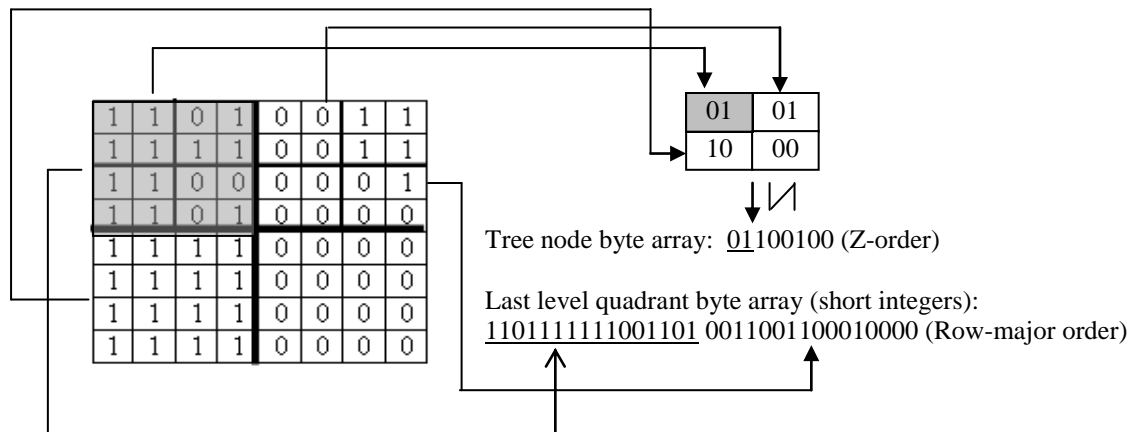 1 1 0 1 0 0 1 1
1 1 1 1 0 0 1 1
1 1 0 0 0 0 0 1
1 1 0 1 0 0 0 0
1 1 1 1 0 0 0 0
1 1 1 1 0 0 0 0
1 1 1 1 0 0 0 0
1 1 1 1 0 0 0 0
01 01
10 00
Tree node byte array: 01100100 (Z-order)
Last level quadrant byte array (short integers):
1101111111001101 0011001100010000 (Row-major order)